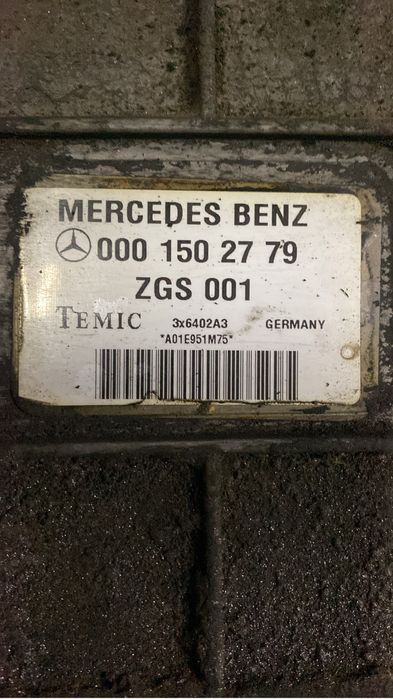 MERCEDES BENZ
000 150 27 79
ZGS 001
TEMIC 3x6402A3 GERMANY
*A01E951M75*